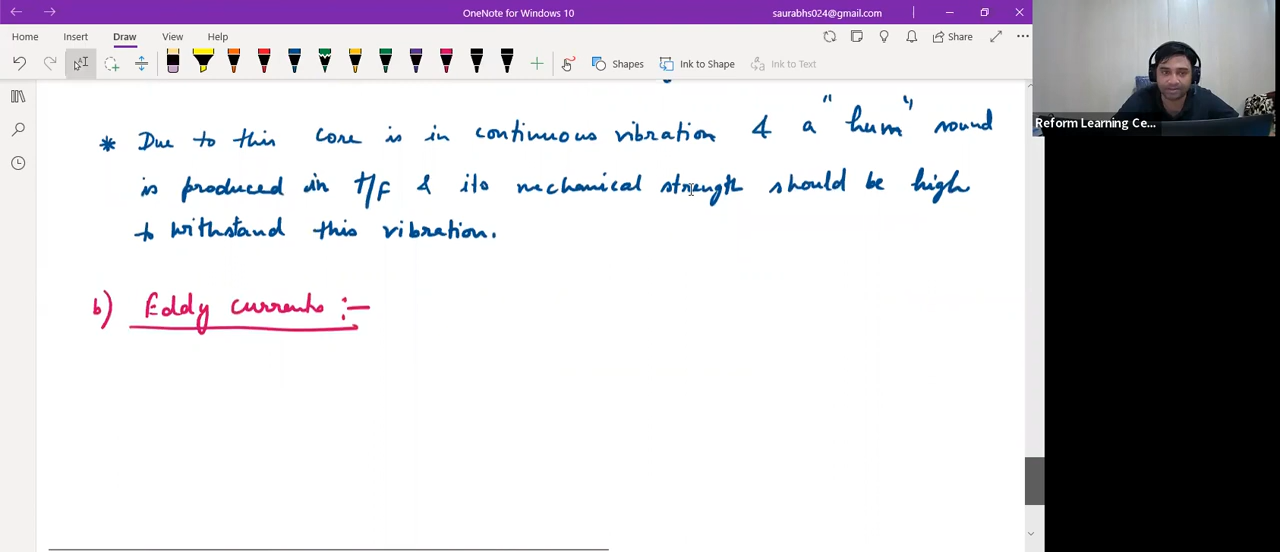 OneNote for Windows 10
saurabhs024@gmail.com
Home Insert Draw View Help
Share
Shapes Ink to Shape Ink to Text
Reform Learning Ce...
* Due to this core is in continuous vibration & a "hum" sound
is produced in T/F & its mechanical strength should be high
to withstand this vibration.
b) Eddy currents :-